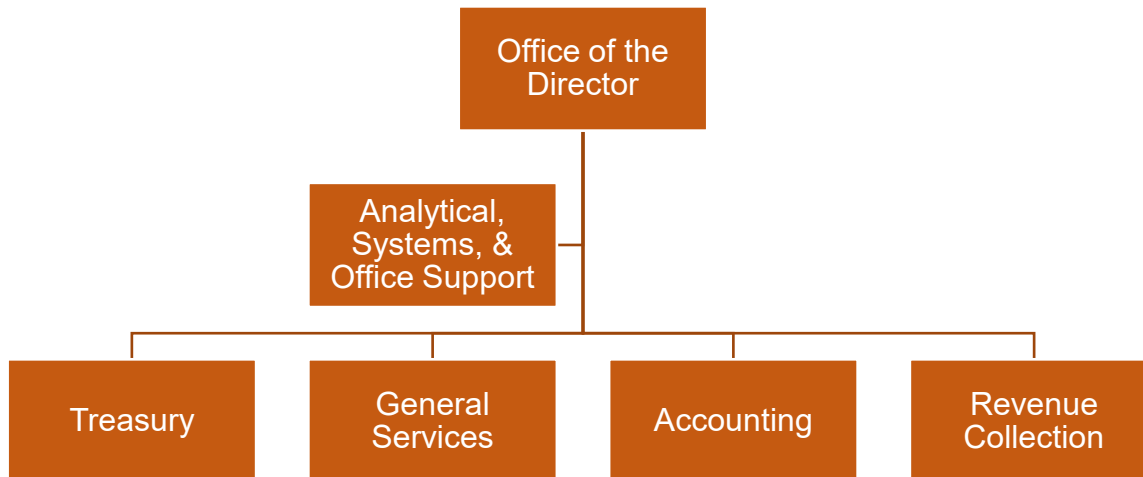 Office of the
Director
Analytical,
Systems, &
Office Support
Treasury
General
Services
Accounting
Revenue
Collection